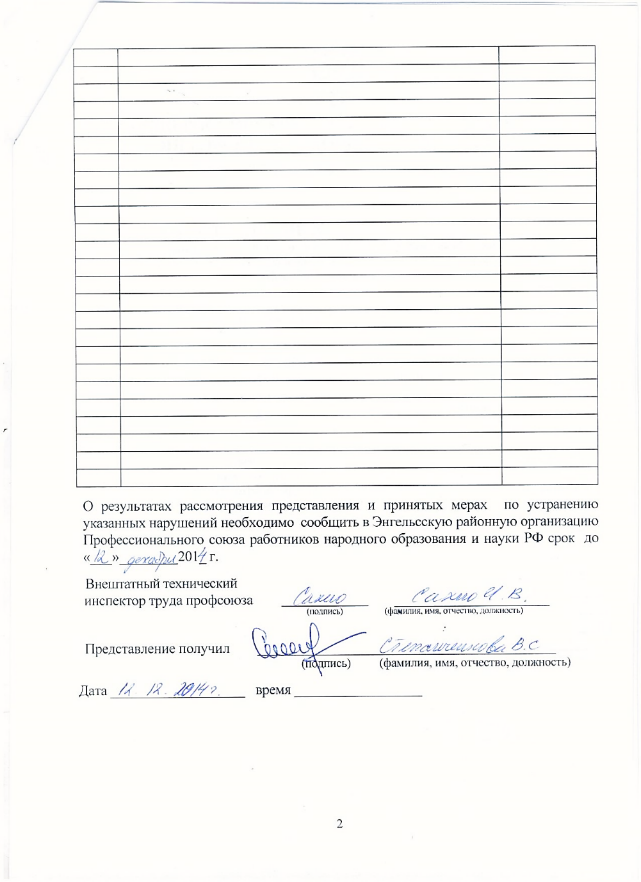 О результатах рассмотрения представления и принятых мерах по устранению
указанных нарушений необходимо сообщить в Энгельсскую районную организацию
Профессионального союза работников народного образования и науки РФ срок до
«12» декабря 2014 г.
Внештатный технический
инспектор труда профсоюза
(подпись) (фамилия, имя, отчество, должность)
Представление получил В.С.
(подпись) (фамилия, имя, отчество, должность)
Дата 12.12.2014г. время
2